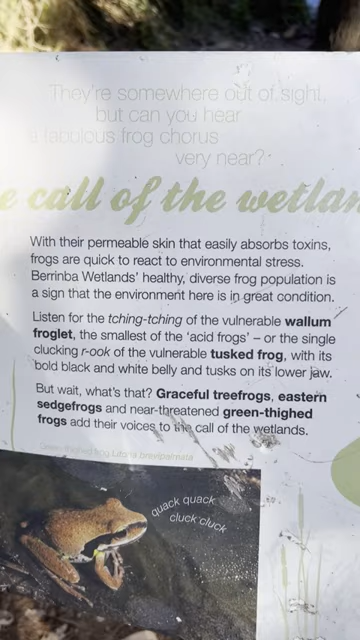 They're somewhere out of sight,
but can you hear
a fabulous frog chorus
very near?
e call of the wetlan
With their permeable skin that easily absorbs toxins,
frogs are quick to react to environmental stress.
Berrinba Wetlands' healthy, diverse frog population is
a sign that the environment here is in great condition.
Listen for the tching-tching of the vulnerable wallum
froglet, the smallest of the 'acid frogs' – or the single
clucking r-ook of the vulnerable tusked frog, with its
bold black and white belly and tusks on its lower jaw.
But wait, what's that? Graceful treefrogs, eastern
sedgefrogs and near-threatened green-thighed
frogs add their voices to the call of the wetlands.
Green-thighed frog Litoria brevipalmata
quack quack
cluck cluck